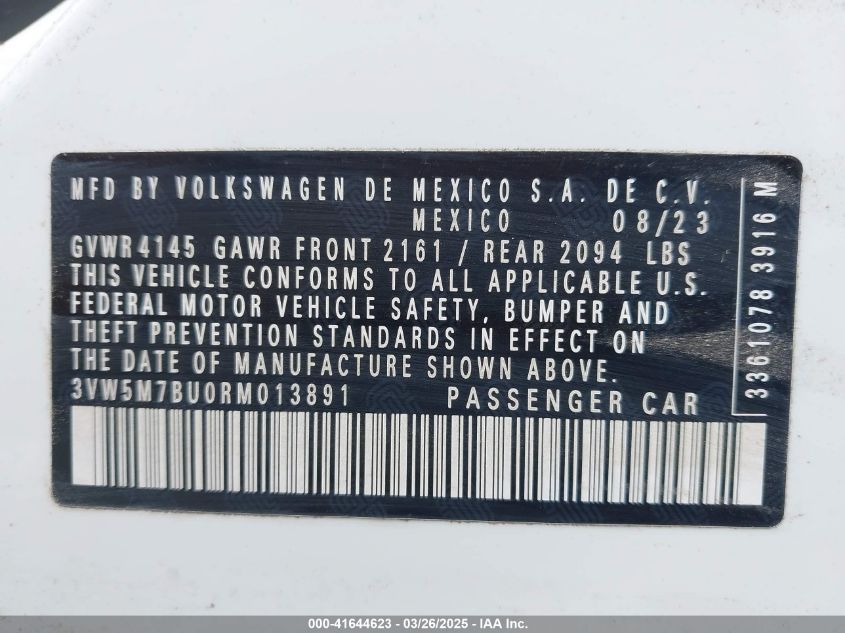 MFD BY VOLKSWAGEN DE MEXICO S.A. DE C.V.
MEXICO 08/23
GVWR 4145 GAWR FRONT 2161 / REAR 2094 LBS
THIS VEHICLE CONFORMS TO ALL APPLICABLE U.S.
FEDERAL MOTOR VEHICLE SAFETY, BUMPER AND
THEFT PREVENTION STANDARDS IN EFFECT ON
THE DATE OF MANUFACTURE SHOWN ABOVE.
3VW5M7BU0RM013891 PASSENGER CAR
3361078 3916 M
000-41644623 - 03/26/2025 - IAA Inc.